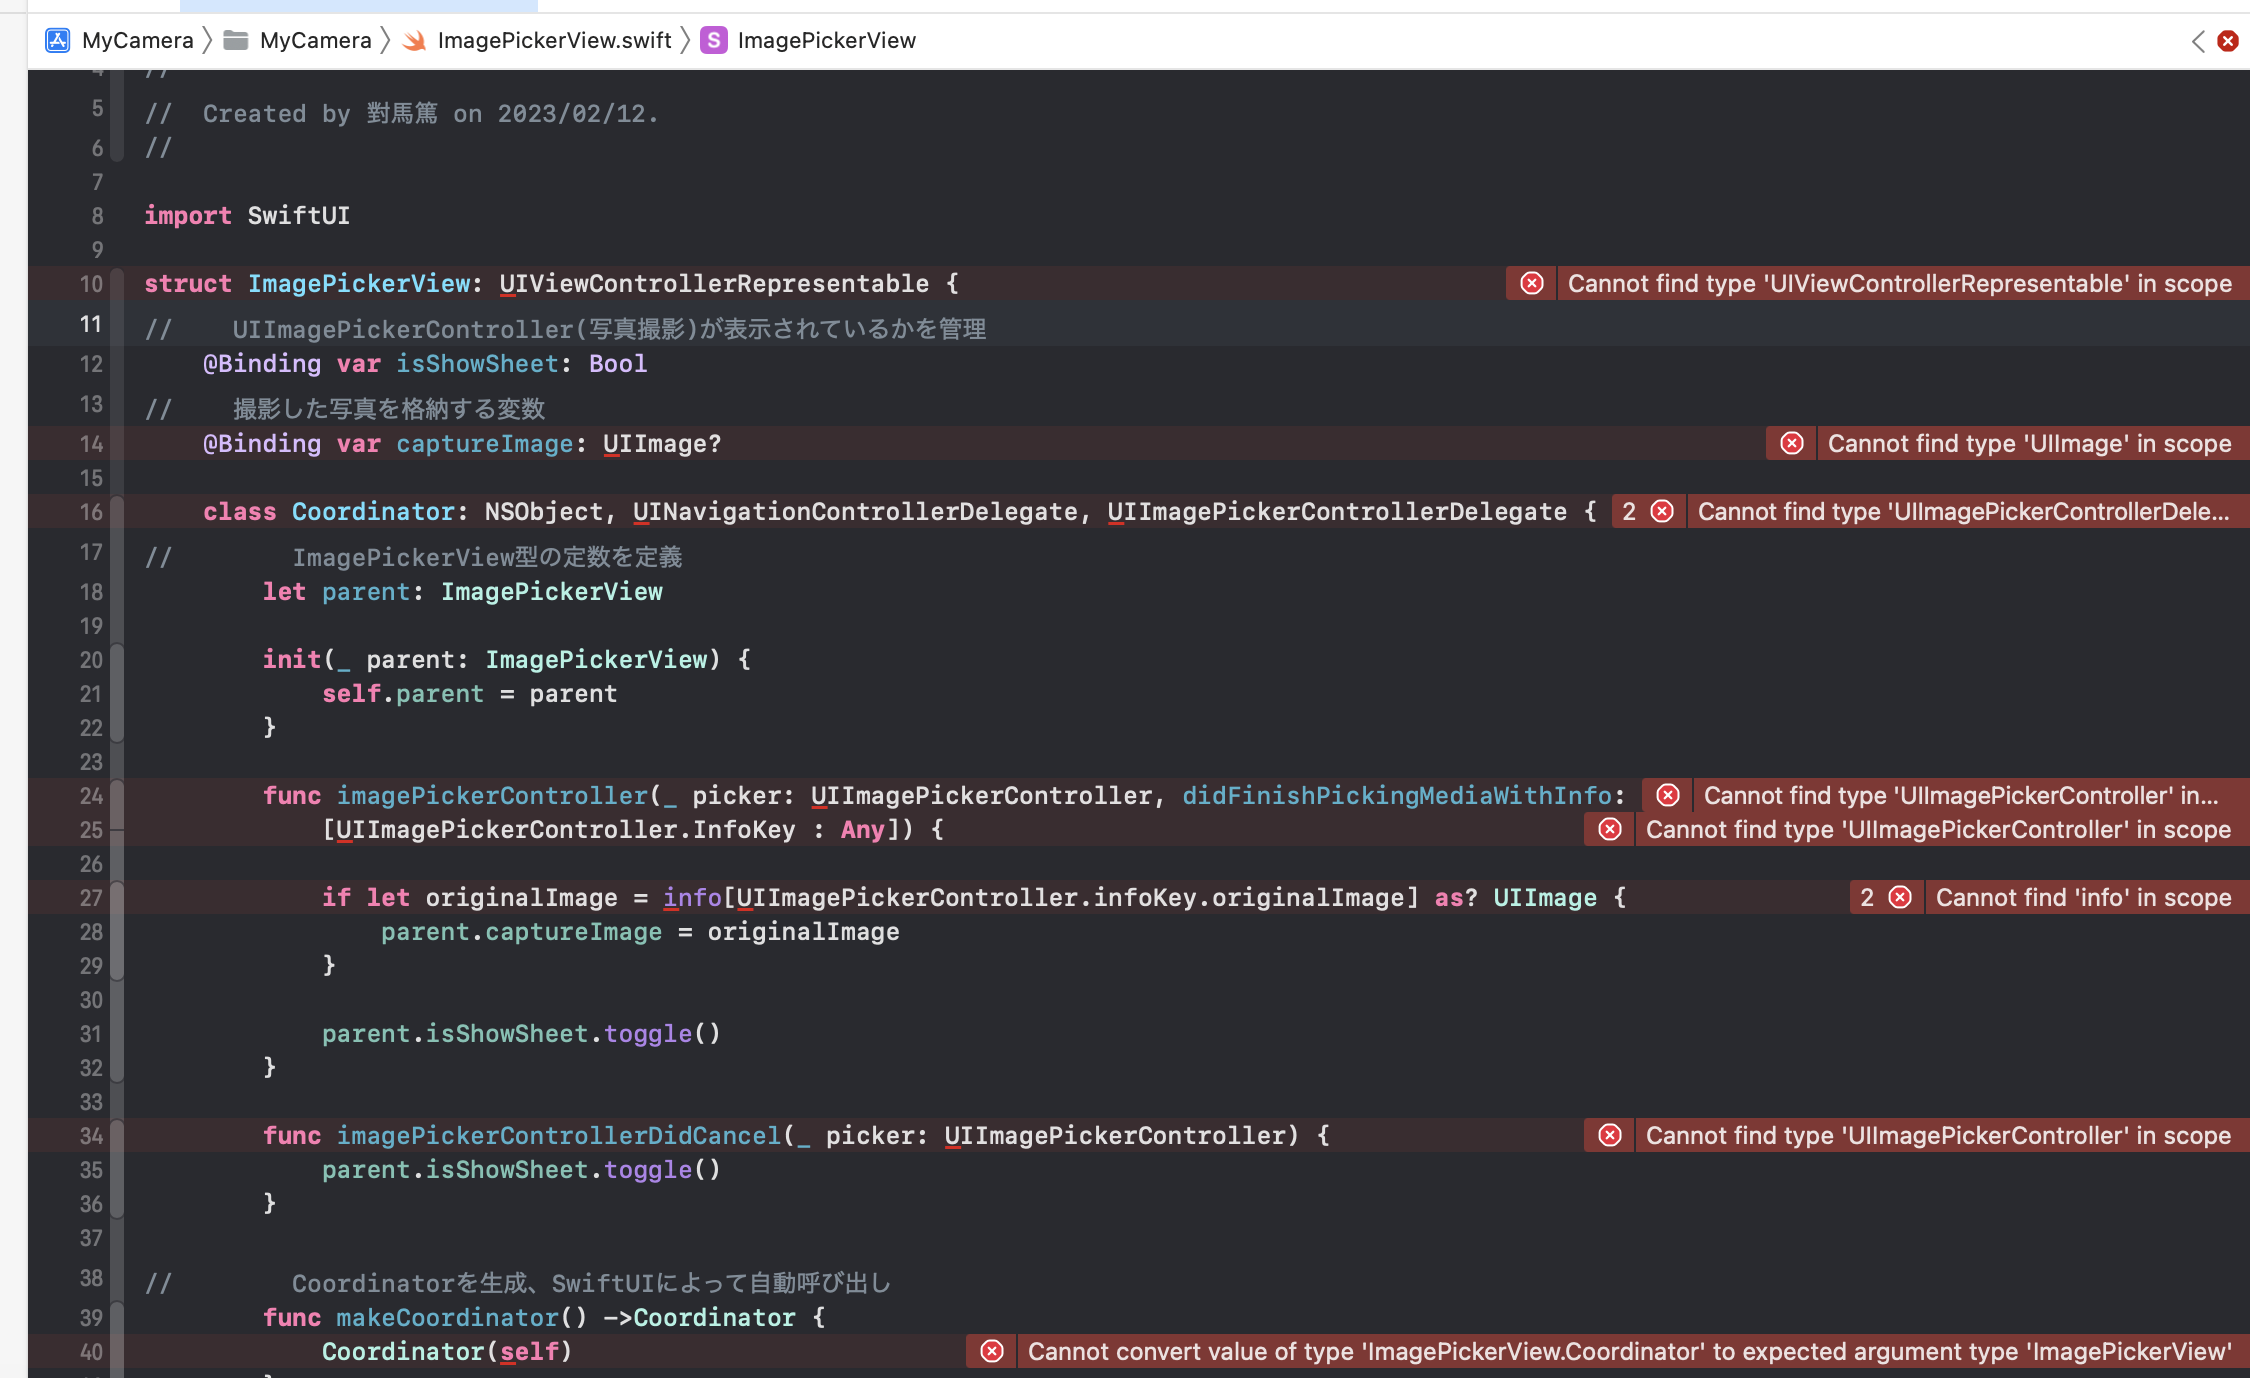 MyCamera 〉 MyCamera 〉 ImagePickerView.swift 〉 S ImagePickerView
4 //
5 //  Created by 對馬篤 on 2023/02/12.
6 //
7
8 import SwiftUI
9
10 struct ImagePickerView: UIViewControllerRepresentable { Cannot find type 'UIViewControllerRepresentable' in scope
11 //    UIImagePickerController(写真撮影)が表示されているかを管理
12     @Binding var isShowSheet: Bool
13 //    撮影した写真を格納する変数
14     @Binding var captureImage: UIImage? Cannot find type 'UIImage' in scope
15
16     class Coordinator: NSObject, UINavigationControllerDelegate, UIImagePickerControllerDelegate { 2 Cannot find type 'UIImagePickerControllerDele...
17 //        ImagePickerView型の定数を定義
18         let parent: ImagePickerView
19
20         init(_ parent: ImagePickerView) {
21             self.parent = parent
22         }
23
24         func imagePickerController(_ picker: UIImagePickerController, didFinishPickingMediaWithInfo: Cannot find type 'UIImagePickerController' in...
25             [UIImagePickerController.InfoKey : Any]) { Cannot find type 'UIImagePickerController' in scope
26
27             if let originalImage = info[UIImagePickerController.infoKey.originalImage] as? UIImage { 2 Cannot find 'info' in scope
28                 parent.captureImage = originalImage
29             }
30
31             parent.isShowSheet.toggle()
32         }
33
34         func imagePickerControllerDidCancel(_ picker: UIImagePickerController) { Cannot find type 'UIImagePickerController' in scope
35             parent.isShowSheet.toggle()
36         }
37
38 //        Coordinatorを生成、SwiftUIによって自動呼び出し
39         func makeCoordinator() ->Coordinator {
40             Coordinator(self) Cannot convert value of type 'ImagePickerView.Coordinator' to expected argument type 'ImagePickerView'